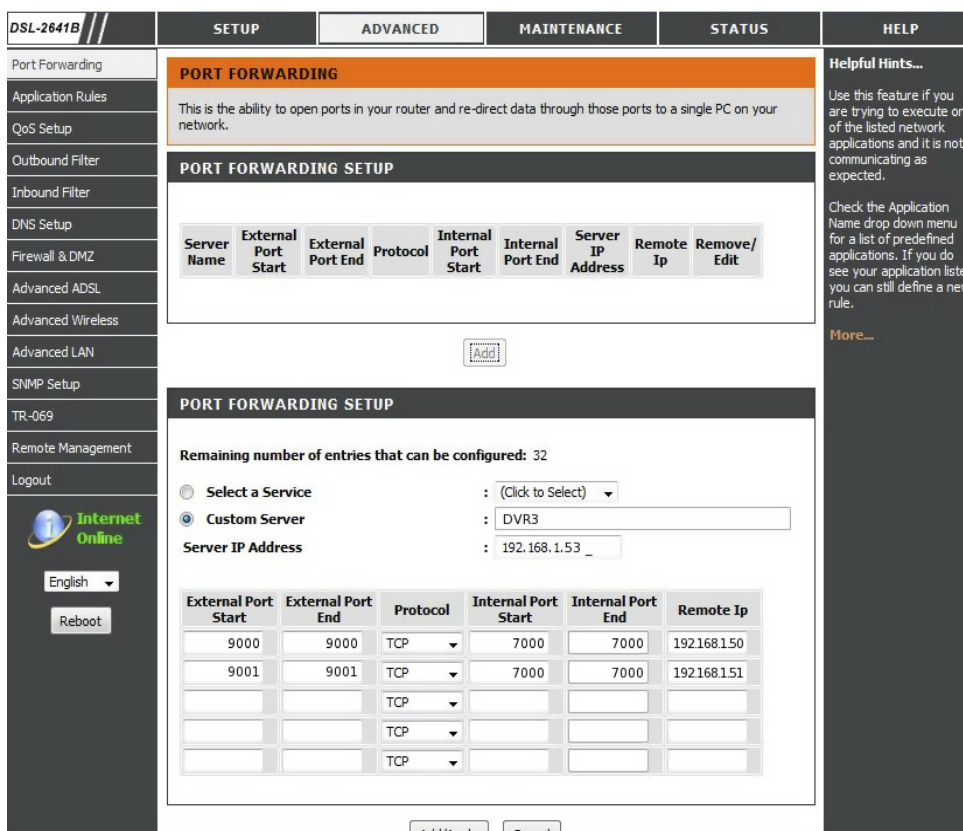 DSL-2641B
SETUP
ADVANCED
MAINTENANCE
STATUS
HELP
Port Forwarding
Application Rules
QoS Setup
Outbound Filter
Inbound Filter
DNS Setup
Firewall & DMZ
Advanced ADSL
Advanced Wireless
Advanced LAN
SNMP Setup
TR-069
Remote Management
Logout
Internet
Online
English
Reboot
PORT FORWARDING
This is the ability to open ports in your router and re-direct data through those ports to a single PC on your
network.
PORT FORWARDING SETUP
Server Name External Port Start External Port End Protocol Internal Port Start Internal Port End Server IP Address Remote Ip Remove/ Edit
Add
PORT FORWARDING SETUP
Remaining number of entries that can be configured: 32
Select a Service : (Click to Select)
Custom Server : DVR3
Server IP Address : 192.168.1.53 _
External Port Start External Port End Protocol Internal Port Start Internal Port End Remote Ip
9000 9000 TCP 7000 7000 192.168.1.50
9001 9001 TCP 7000 7000 192.168.1.51
TCP
TCP
TCP
Helpful Hints...
Use this feature if you
are trying to execute
of the listed network
applications and it is not
communicating as
expected.
Check the Application
Name drop down menu
for a list of predefined
applications. If you do
see your application
you can still define a
rule.
More...